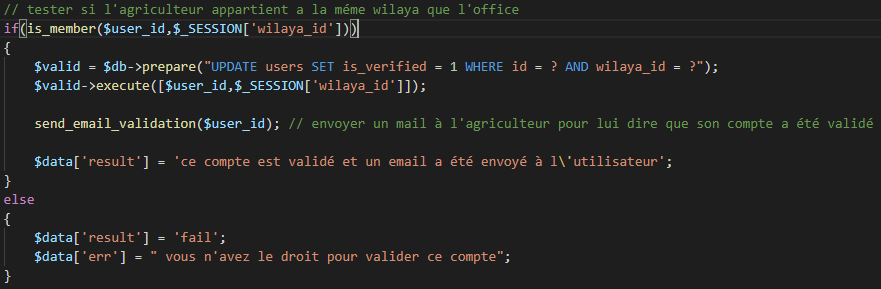 // tester si l'agriculteur appartient a la méme wilaya que l'office
if(is_member($user_id,$_SESSION['wilaya_id']))
{
$valid = $db->prepare("UPDATE users SET is_verified = 1 WHERE id = ? AND wilaya_id = ?");
$valid->execute([$user_id,$_SESSION['wilaya_id']]);
send_email_validation($user_id); // envoyer un mail à l'agriculteur pour lui dire que son compte a été validé
$data['result'] = 'ce compte est validé et un email a été envoyé à l\'utilisateur';
}
else
{
$data['result'] = 'fail';
$data['err'] = " vous n'avez le droit pour valider ce compte";
}